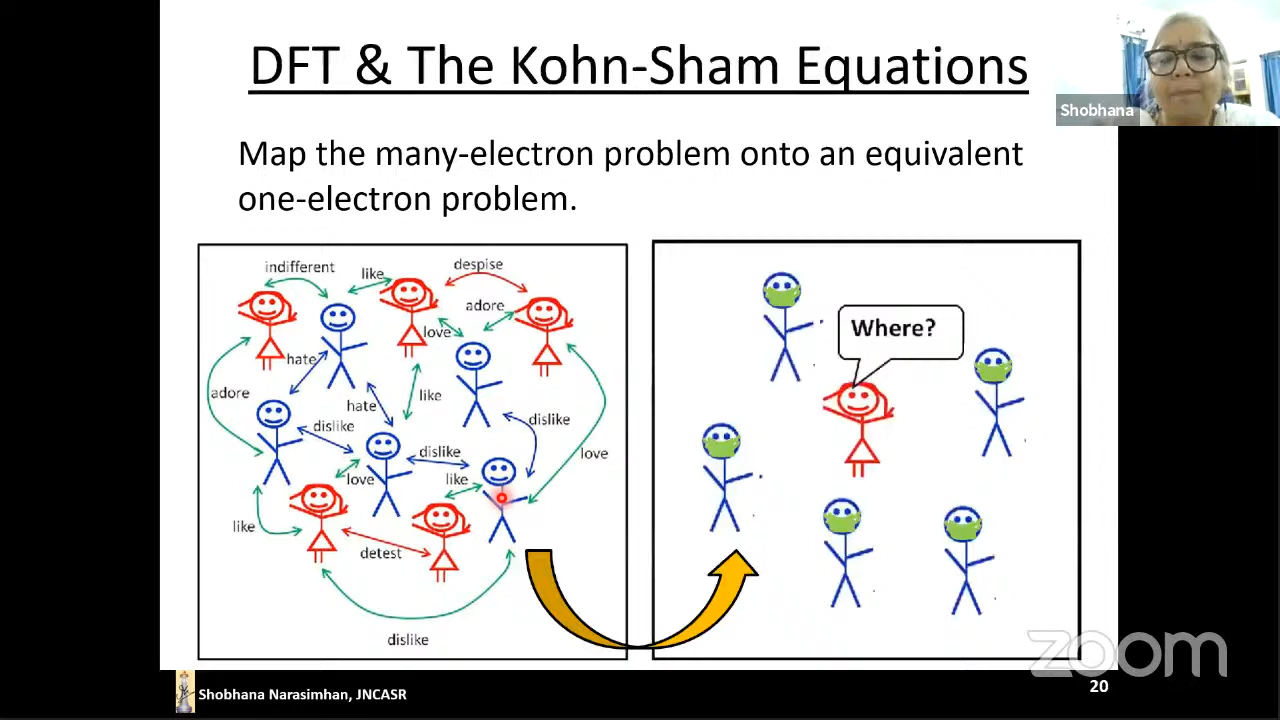 DFT & The Kohn-Sham Equations
Shobhana
Map the many-electron problem onto an equivalent
one-electron problem.
indifferent
like
despise
adore
love
hate
adore
hate
like
dislike
dislike
dislike
love
love
like
like
detest
dislike
Where?
zoom
Shobhana Narasimhan, JNCASR
20